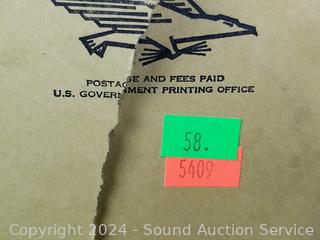 POSTAGE AND FEES PAID
U.S. GOVERNMENT PRINTING OFFICE
58.
5409
Copyright 2024 - Sound Auction Service